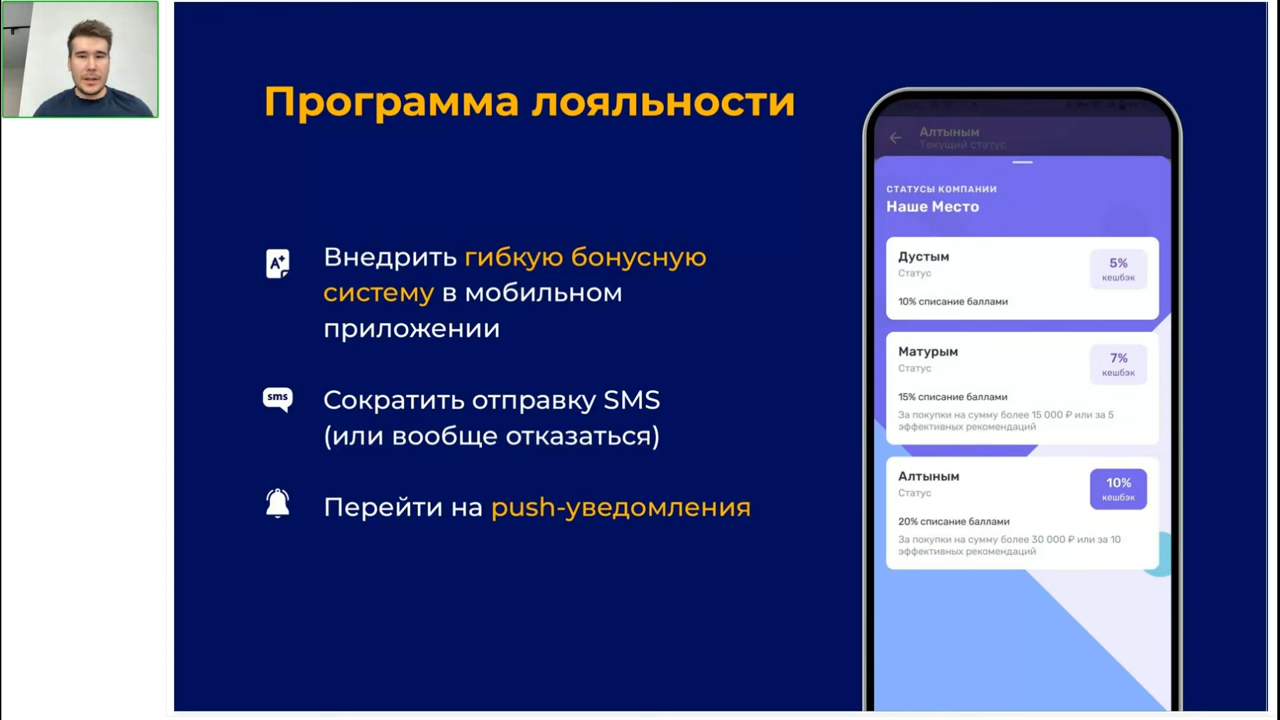 Программа лояльности
A+
Внедрить гибкую бонусную
систему в мобильном
приложении
sms
Сократить отправку SMS
(или вообще отказаться)
Перейти на push-уведомления
Алтыным
Текущий статус
СТАТУСЫ КОМПАНИИ
Наше Место
Дустым
Статус
5%
кешбэк
10% списание баллами
Матурым
Статус
7%
кешбэк
15% списание баллами
За покупки на сумму более 15 000 ₽ или за 5
эффективных рекомендаций
Алтыным
Статус
10%
кешбэк
20% списание баллами
За покупки на сумму более 30 000 ₽ или за 10
эффективных рекомендаций